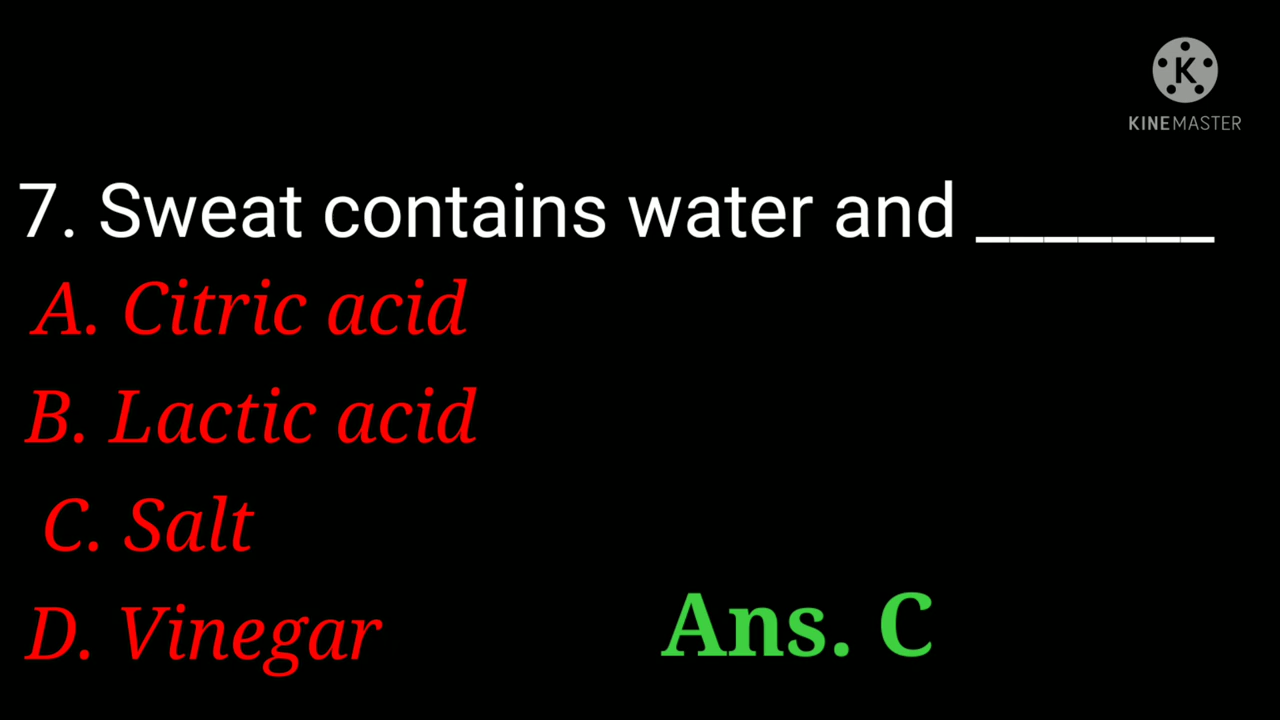 K
KINEMASTER
7. Sweat contains water and _______
A. Citric acid
B. Lactic acid
C. Salt
D. Vinegar
Ans. C